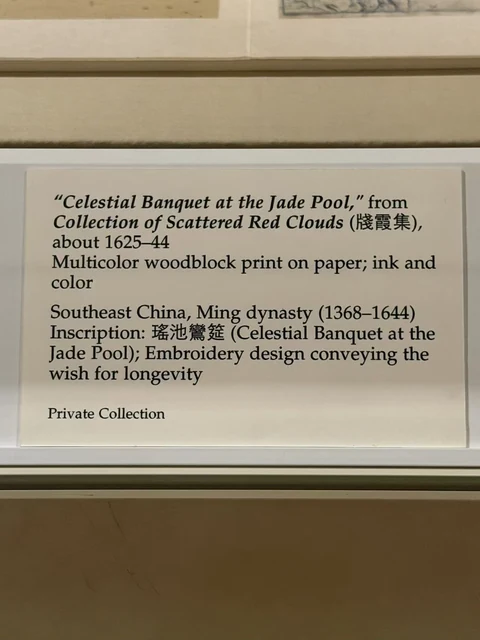 “Celestial Banquet at the Jade Pool,” from
Collection of Scattered Red Clouds (牋霞集),
about 1625–44
Multicolor woodblock print on paper; ink and
color
Southeast China, Ming dynasty (1368–1644)
Inscription: 瑤池鸞筵 (Celestial Banquet at the
Jade Pool); Embroidery design conveying the
wish for longevity
Private Collection